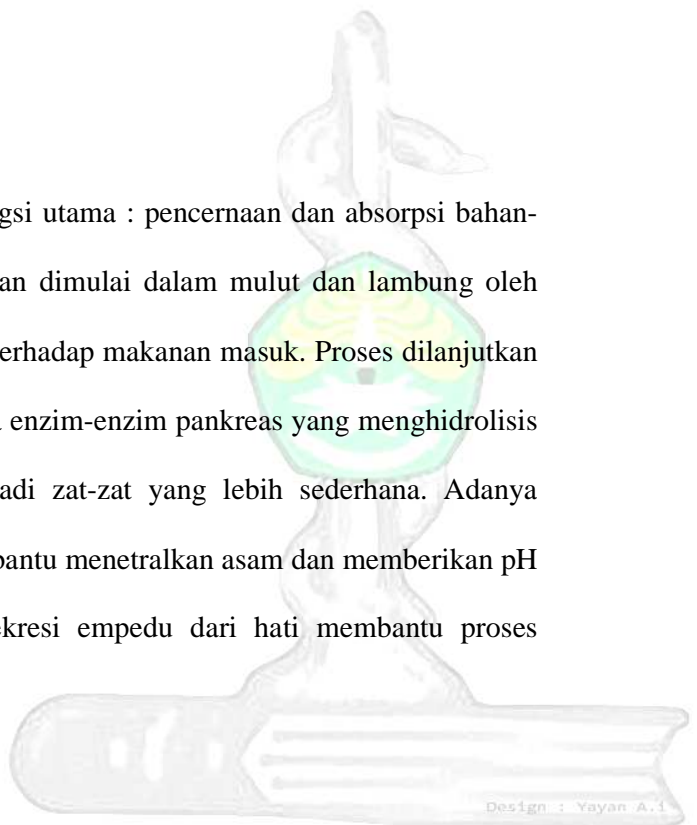 gsi utama : pencernaan dan absorpsi bahan-
an dimulai dalam mulut dan lambung oleh
erhadap makanan masuk. Proses dilanjutkan
enzim-enzim pankreas yang menghidrolisis
adi zat-zat yang lebih sederhana. Adanya
bantu menetralkan asam dan memberikan pH
ekresi empedu dari hati membantu proses
Design : Yayan A.1